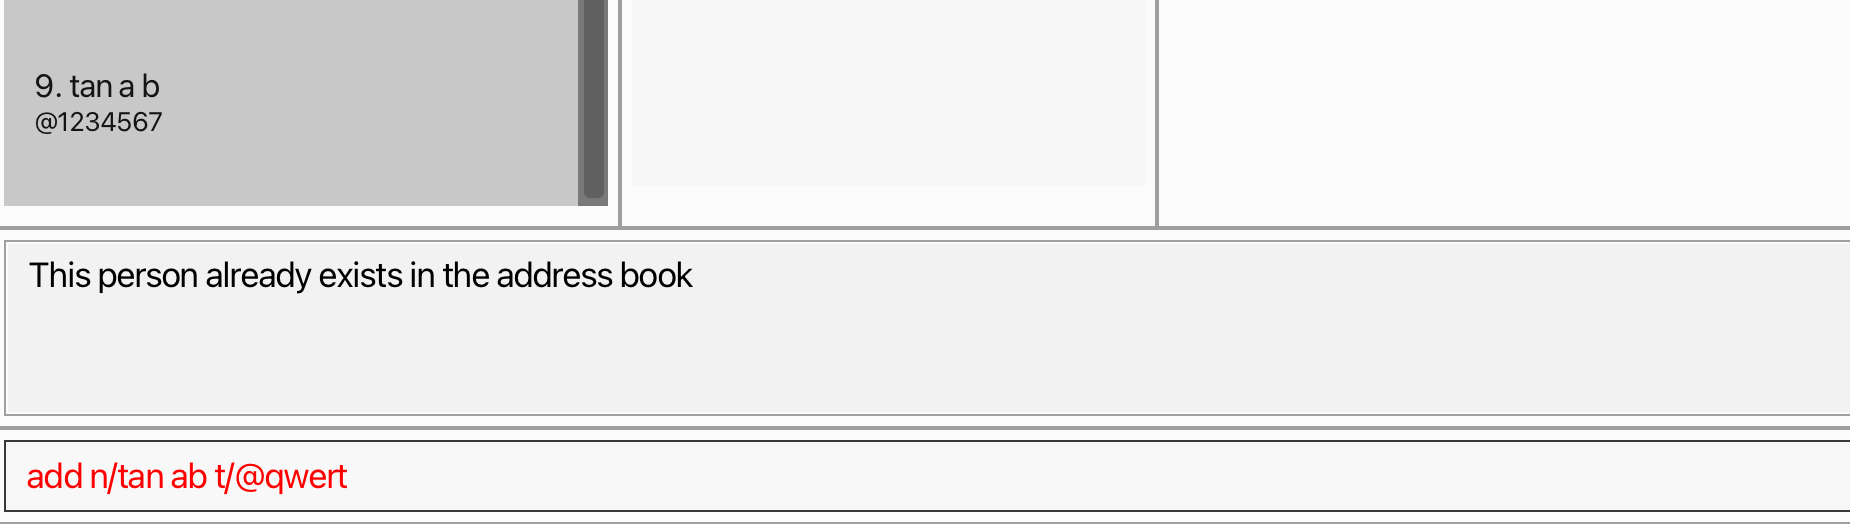 9. tan a b
@1234567
This person already exists in the address book
add n/tan ab t/@qwert